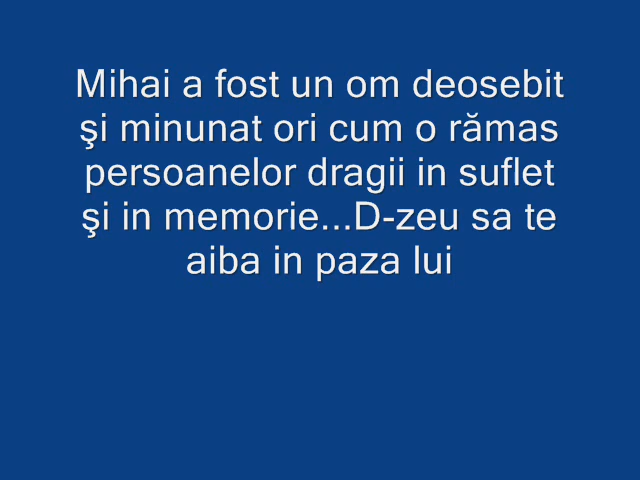 Mihai a fost un om deosebit
şi minunat ori cum o rămas
persoanelor dragii in suflet
şi in memorie...D-zeu sa te
aiba in paza lui